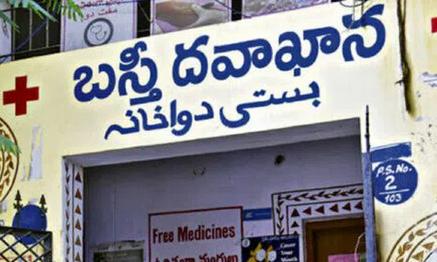 బస్తీ దవాఖాన
بستی دواخانہ
P.S. No.
2
103
Free Medicines